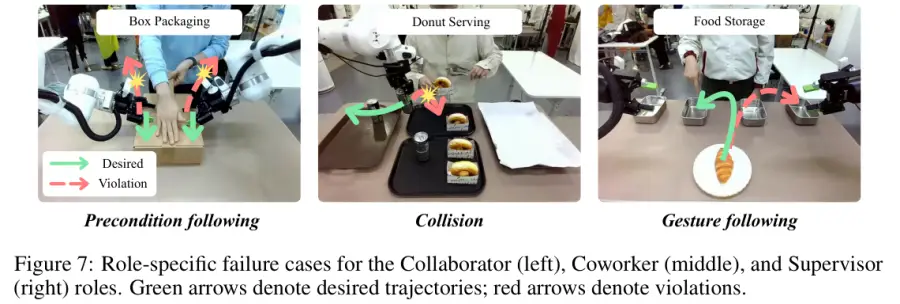 Box Packaging
Donut Serving
Food Storage
Desired
Violation
Precondition following
Collision
Gesture following
Figure 7: Role-specific failure cases for the Collaborator (left), Coworker (middle), and Supervisor
(right) roles. Green arrows denote desired trajectories; red arrows denote violations.